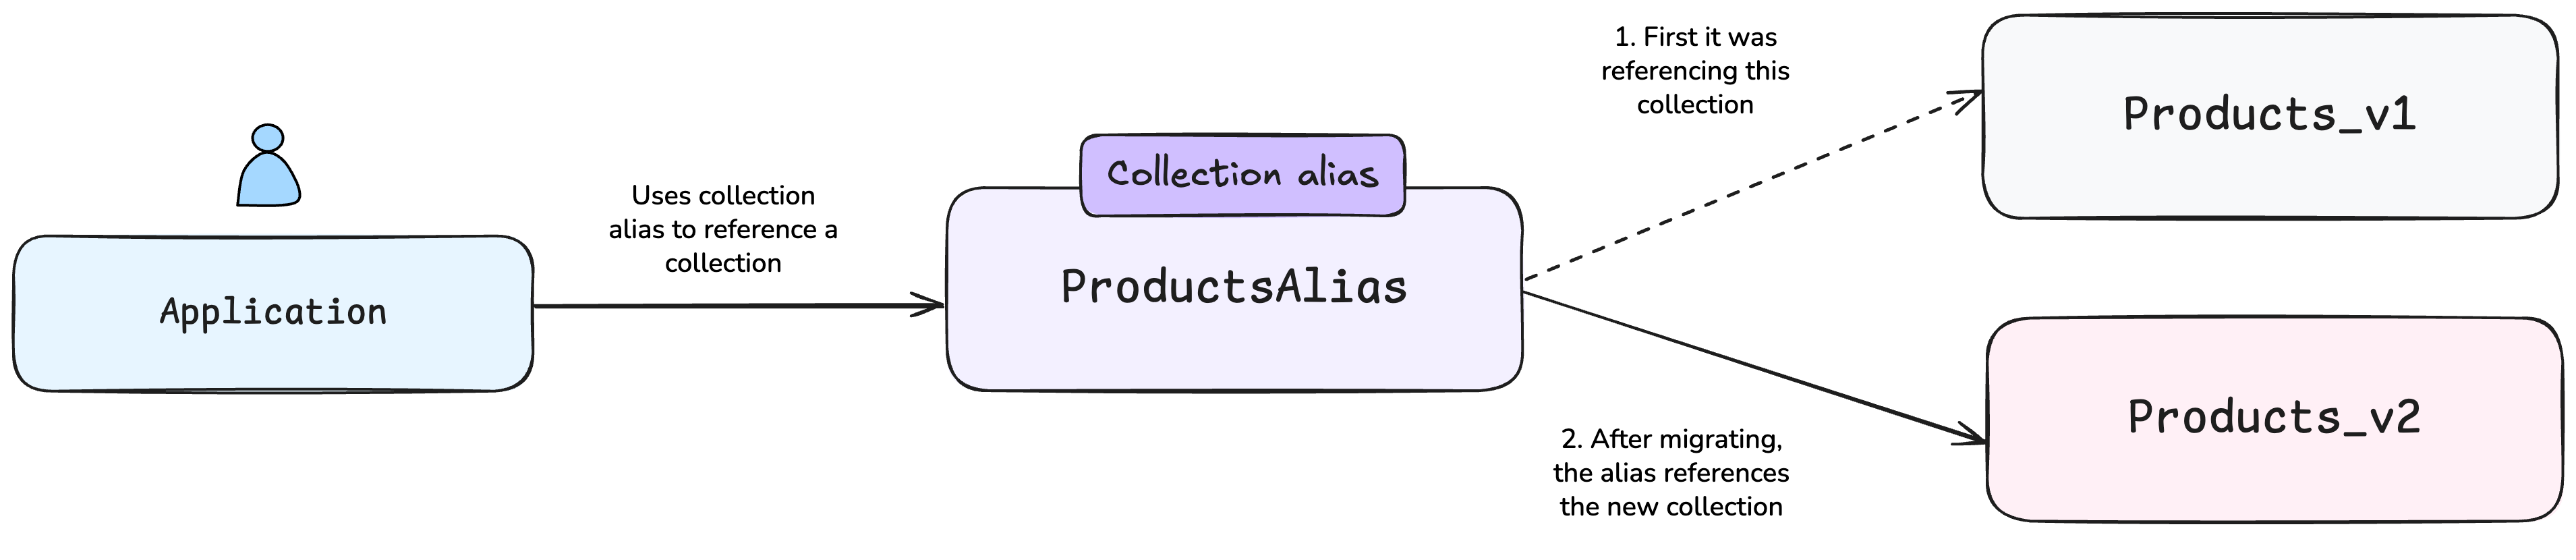 Application
Uses collection
alias to reference a
collection
Collection alias
ProductsAlias
1. First it was
referencing this
collection
Products_v1
2. After migrating,
the alias references
the new collection
Products_v2